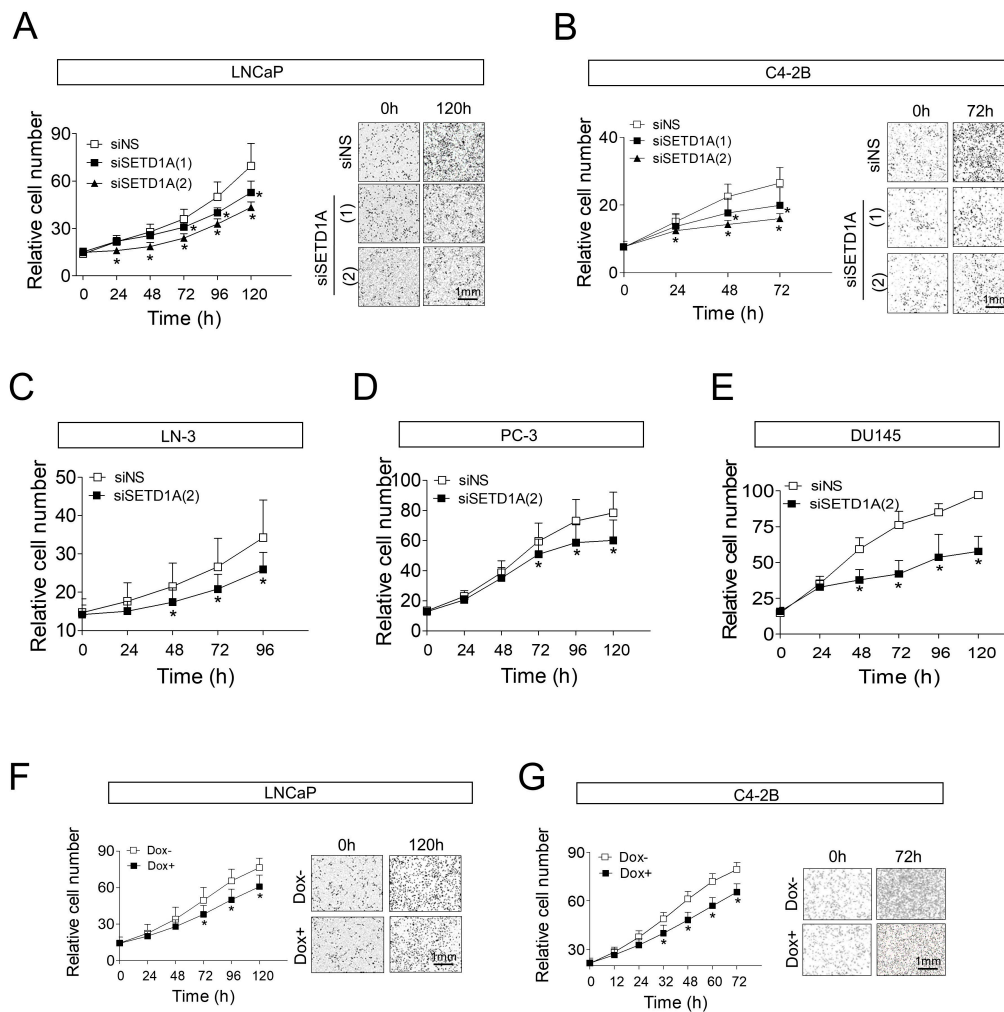 A
LNCaP
Relative cell number
90
60
30
0
siNS
siSETD1A(1)
siSETD1A(2)
*
*
*
*
*
*
*
*
0
24
48
72
96
120
Time (h)
0h
120h
siNS
siSETD1A
(1)
(2)
1mm
B
C4-2B
Relative cell number
40
20
0
siNS
siSETD1A(1)
siSETD1A(2)
*
*
*
*
*
0
24
48
72
Time (h)
0h
72h
siNS
siSETD1A
(1)
(2)
1mm
C
LN-3
Relative cell number
50
40
30
20
10
siNS
siSETD1A(2)
*
*
*
0
24
48
72
96
Time (h)
D
PC-3
Relative cell number
100
80
60
40
20
0
siNS
siSETD1A(2)
*
*
*
0
24
48
72
96
120
Time (h)
E
DU145
Relative cell number
100
75
50
25
0
siNS
siSETD1A(2)
*
*
*
*
0
24
48
72
96
120
Time (h)
F
LNCaP
Relative cell number
90
60
30
0
Dox-
Dox+
*
*
*
0
24
48
72
96
120
Time (h)
0h
120h
Dox-
Dox+
1mm
G
C4-2B
Relative cell number
90
60
30
Dox-
Dox+
*
*
*
*
0
12
24
32
48
60
72
Time (h)
0h
72h
Dox-
Dox+
1mm